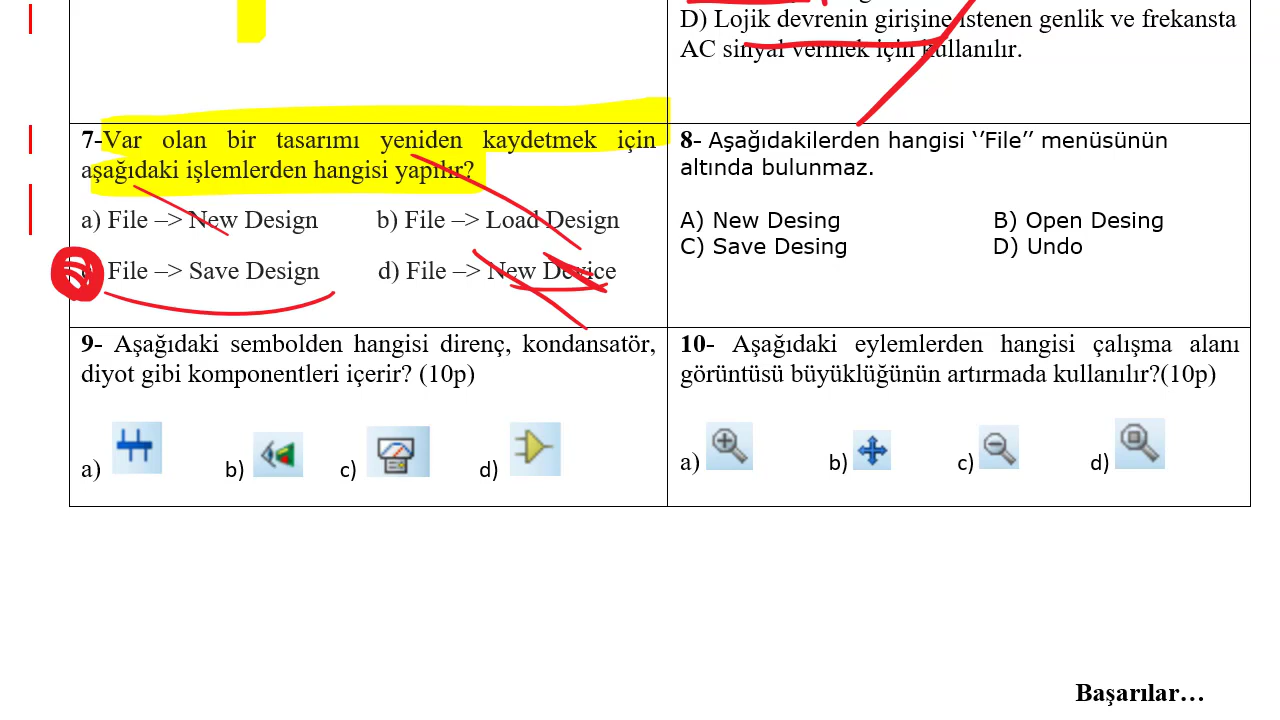 D) Lojik devrenin girişine istenen genlik ve frekansta
AC sinyal vermek için kullanılır.
7-Var olan bir tasarımı yeniden kaydetmek için
aşağıdaki işlemlerden hangisi yapılır?
a) File –> New Design b) File –> Load Design
File –> Save Design d) File –> New Device
8- Aşağıdakilerden hangisi ‘’File’’ menüsünün
altında bulunmaz.
A) New Desing B) Open Desing
C) Save Desing D) Undo
9- Aşağıdaki sembolden hangisi direnç, kondansatör,
diyot gibi komponentleri içerir? (10p)
a) b) c) d)
10- Aşağıdaki eylemlerden hangisi çalışma alanı
görüntüsü büyüklüğünün artırmada kullanılır?(10p)
a) b) c) d)
Başarılar…